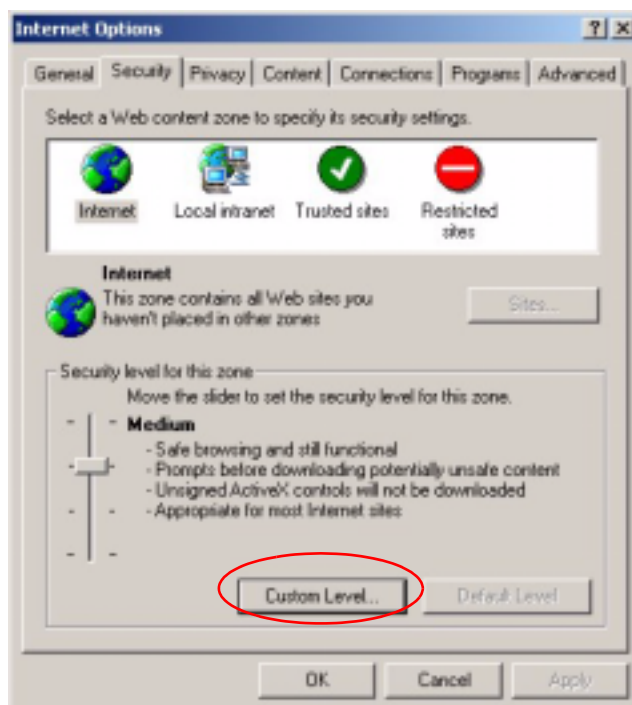 Internet Options
General Security Privacy Content Connections Programs Advanced
Select a Web content zone to specify its security settings.
Internet Local intranet Trusted sites Restricted
sites
Internet
This zone contains all Web sites you
haven't placed in other zones
Sites...
Security level for this zone
Move the slider to set the security level for this zone.
Medium
- Safe browsing and still functional
- Prompts before downloading potentially unsafe content
- Unsigned ActiveX controls will not be downloaded
- Appropriate for most Internet sites
Custom Level... Default Level
OK Cancel Apply